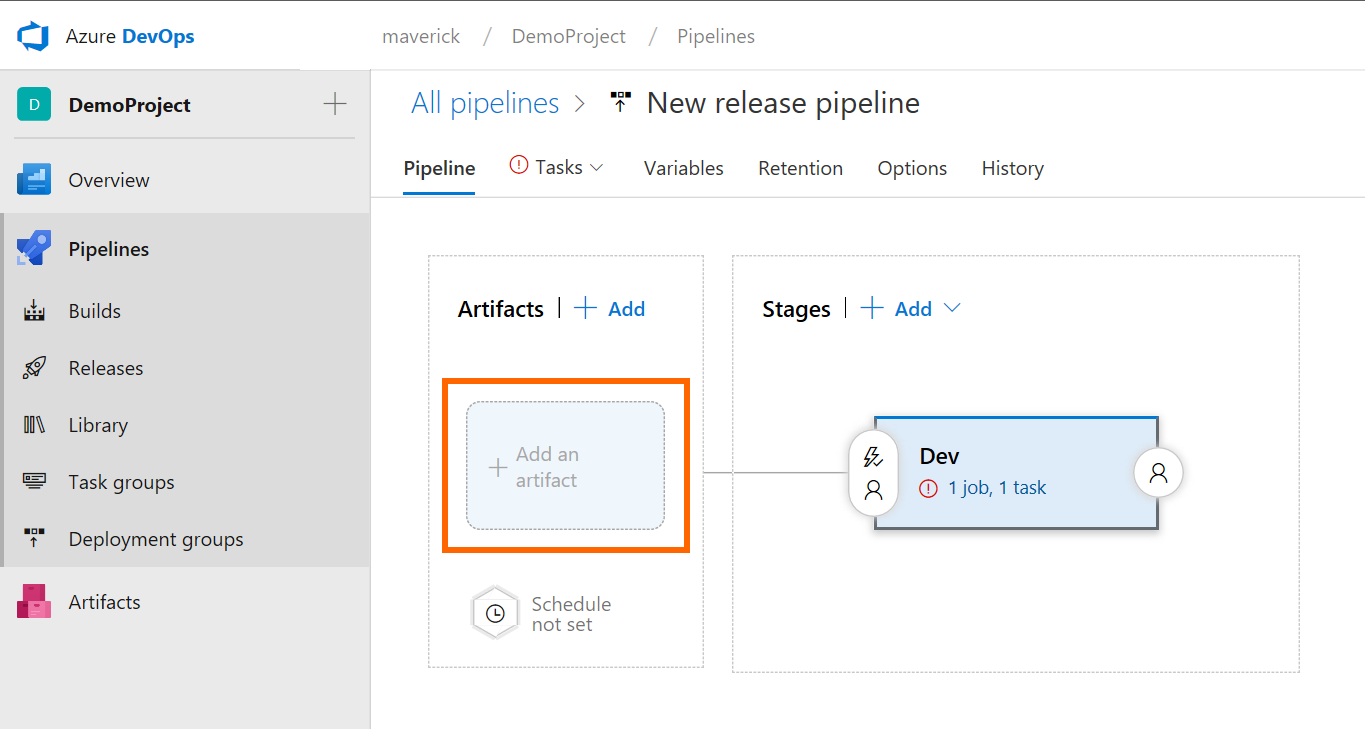 Azure DevOps
maverick / DemoProject / Pipelines
D DemoProject
Overview
Pipelines
Builds
Releases
Library
Task groups
Deployment groups
Artifacts
All pipelines > New release pipeline
Pipeline ! Tasks Variables Retention Options History
Artifacts | + Add
+ Add an
artifact
Schedule
not set
Stages | + Add
Dev
! 1 job, 1 task